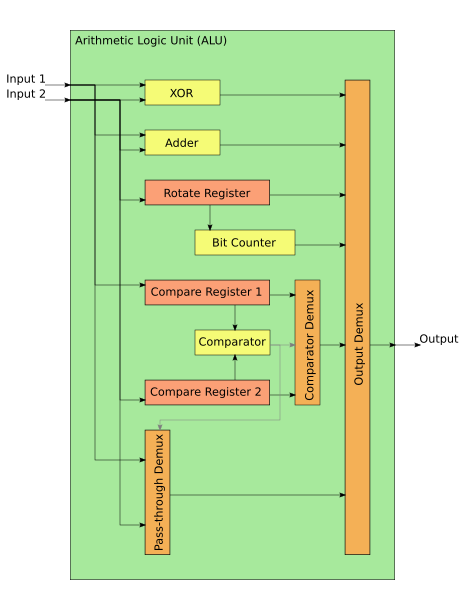 Arithmetic Logic Unit (ALU)
Input 1
Input 2
XOR
Adder
Rotate Register
Bit Counter
Compare Register 1
Comparator
Compare Register 2
Comparator Demux
Output Demux
Output
Pass-through Demux